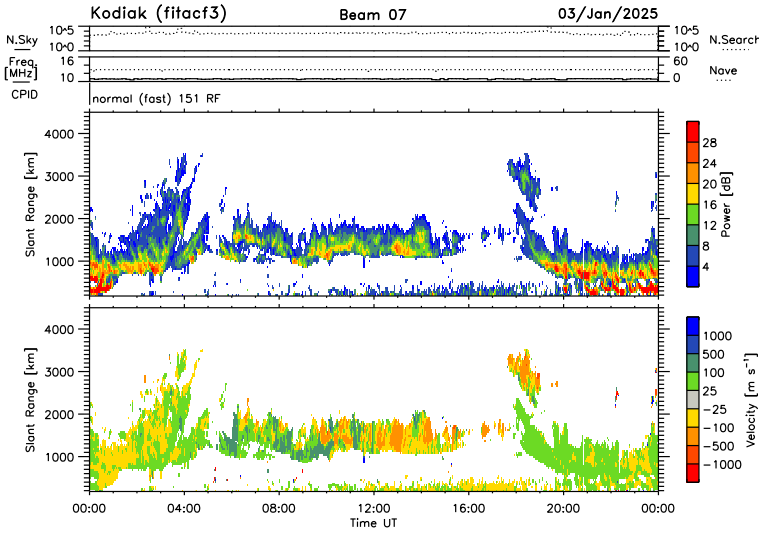 Kodiak (fitacf3) Beam 07 03/Jan/2025
N.Sky 10^5 10^0 10^5 10^0 N.Search
Freq. [MHz] 16 10 60 0 Nave
CPID normal (fast) 151 RF
Slant Range [km]
4000
3000
2000
1000
28
24
20
16
12
8
4
Power [dB]
Slant Range [km]
4000
3000
2000
1000
1000
500
100
25
-25
-100
-500
-1000
Velocity [m s^-1]
00:00 04:00 08:00 12:00 16:00 20:00 00:00
Time UT